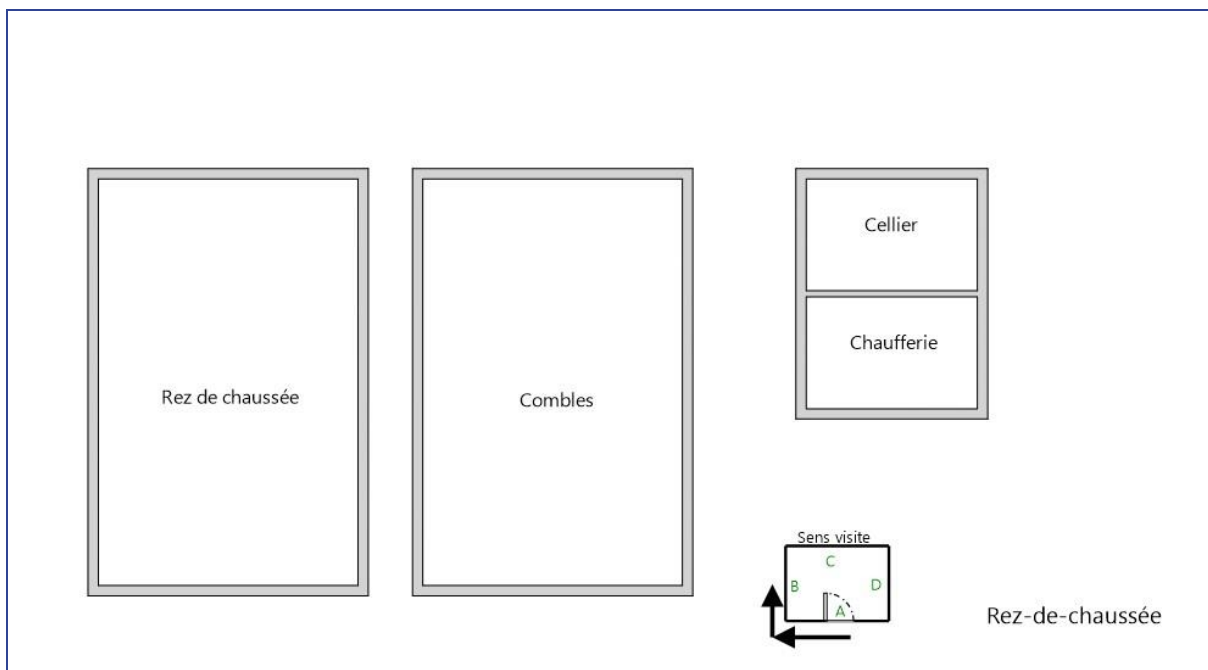 Cellier
Chaufferie
Rez de chaussée
Combles
Sens visite
C
B
D
A
Rez-de-chaussée